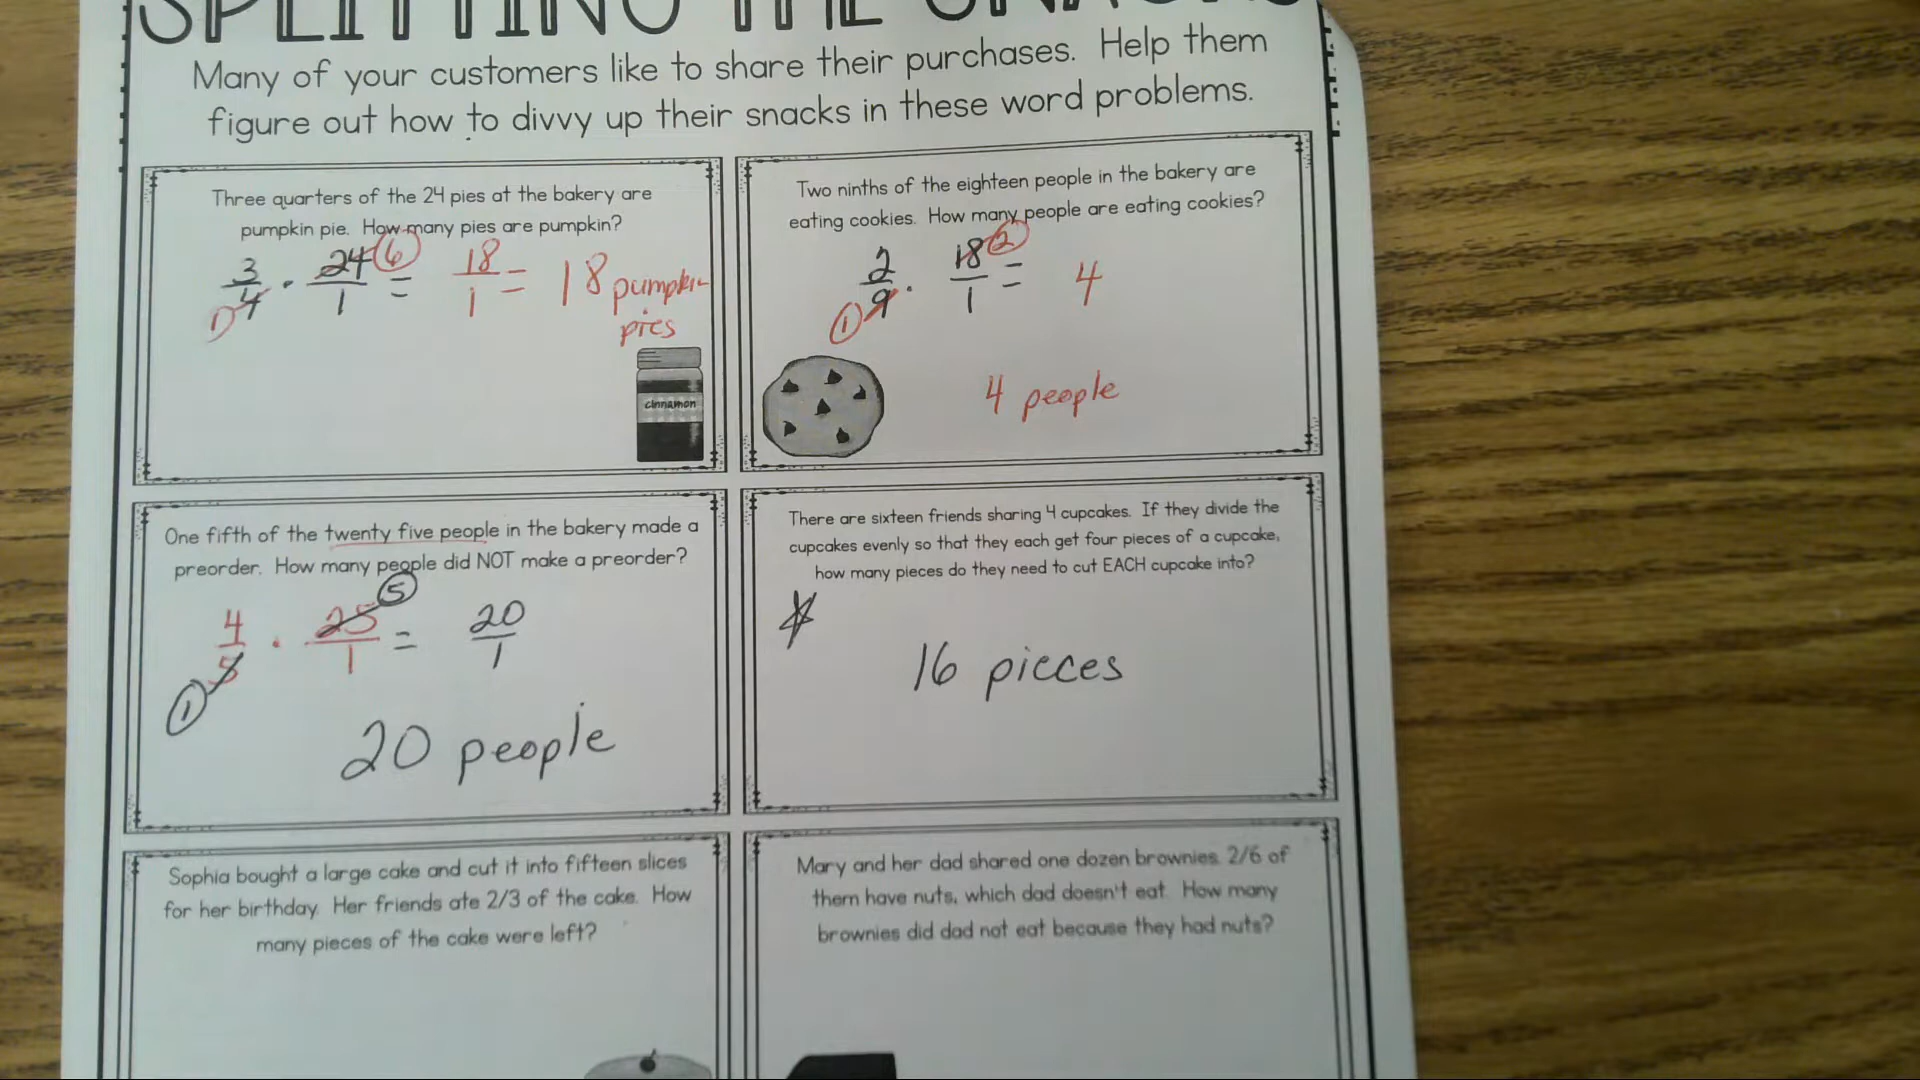 SPLITTING THE SNACKS
Many of your customers like to share their purchases. Help them
figure out how to divvy up their snacks in these word problems.
Three quarters of the 24 pies at the bakery are
pumpkin pie. How many pies are pumpkin?
3/4 · 24/1 = 18/1 = 18 pumpkin
6
1
pies
cinnamon
Two ninths of the eighteen people in the bakery are
eating cookies. How many people are eating cookies?
2/9 · 18/1 = 4
2
1
4 people
One fifth of the twenty five people in the bakery made a
preorder. How many people did NOT make a preorder?
4/5 · 25/1 = 20/1
5
1
20 people
There are sixteen friends sharing 4 cupcakes. If they divide the
cupcakes evenly so that they each get four pieces of a cupcake,
how many pieces do they need to cut EACH cupcake into?
16 pieces
Sophia bought a large cake and cut it into fifteen slices
for her birthday. Her friends ate 2/3 of the cake. How
many pieces of the cake were left?
Mary and her dad shared one dozen brownies. 2/6 of
them have nuts, which dad doesn't eat. How many
brownies did dad not eat because they had nuts?